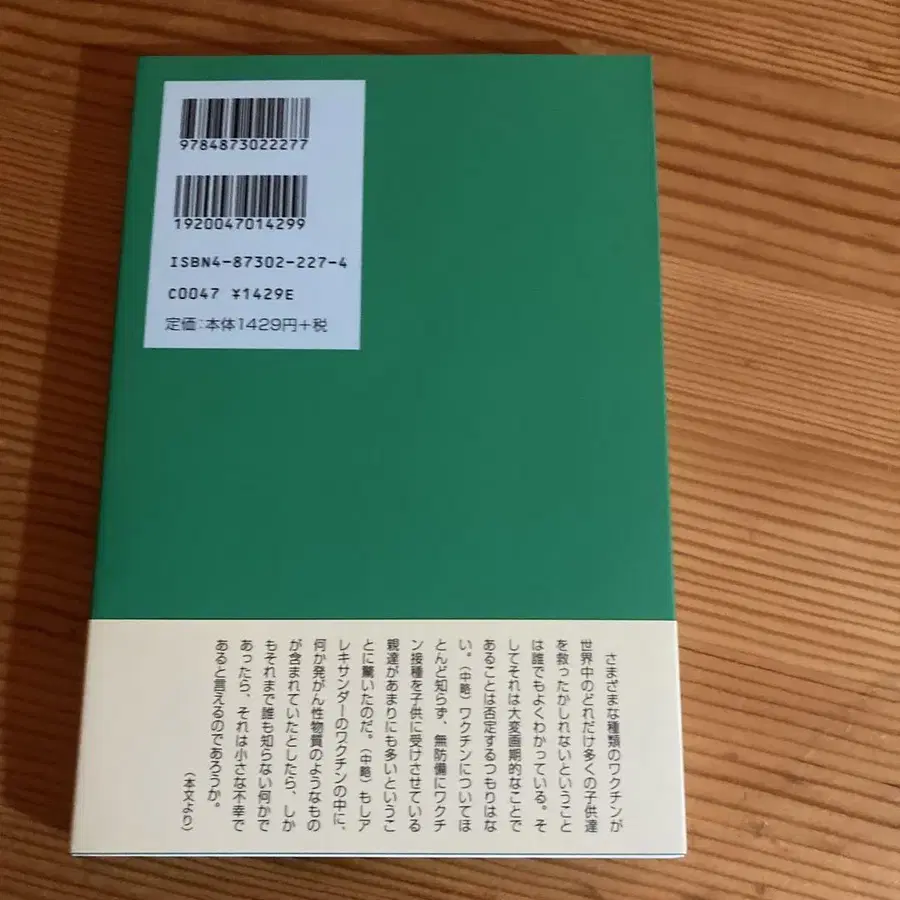 9784873022277
1920047014299
ISBN4-87302-227-4
C0047 ¥1429E
定価：本体1429円＋税
さまざまな種類のワクチンが
世界中のどれだけ多くの子供達
を救ったかしれないということ
は誰でもよくわかっている。そ
してそれは大変画期的なことで
あることは否定するつもりはな
い。（中略）ワクチンについてほ
とんど知らず、無防備にワクチ
ン接種を子供に受けさせている
親達があまりにも多いというこ
とに驚いたのだ。（中略）もしア
レキサンダーのワクチンの中に、
何か発がん性物質のようなもの
が含まれていたとしたら、しか
もそれまで誰も知らない何かで
あったら、それは小さな不幸で
あると言えるのであろうか。
（本文より）